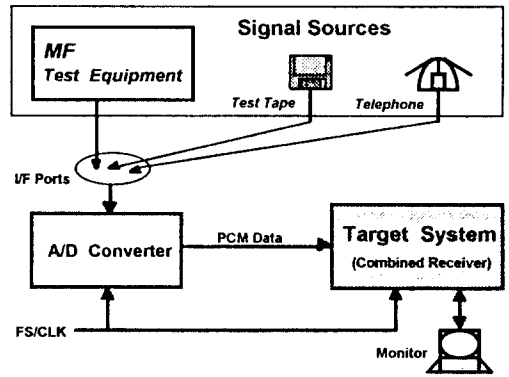 Signal Sources
MF
Test Equipment
Test Tape
Telephone
I/F Ports
A/D Converter
PCM Data
Target System
(Combined Receiver)
FS/CLK
Monitor